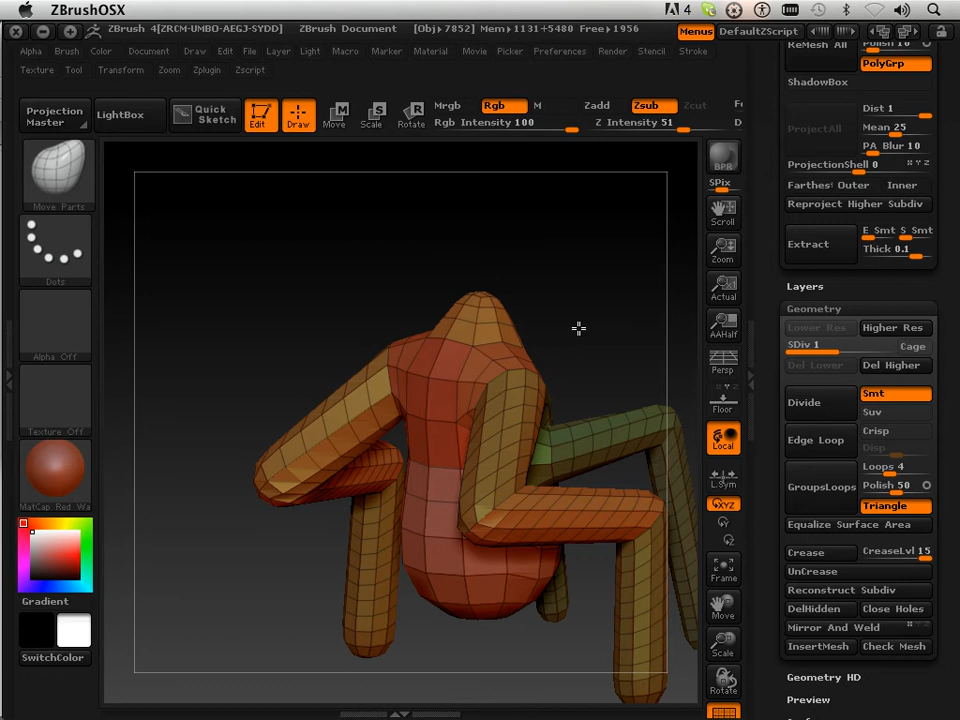 ZBrushOSX
4
ZBrush 4[ZRCM-UMBO-AEGJ-SYDD]
ZBrush Document
[Obj▸7852]
Mem▸1131+5480
Free▸1956
Menus
DefaultZScript
Alpha Brush Color Document Draw Edit File Layer Light Macro Marker Material Movie Picker Preferences Render Stencil Stroke
Texture Tool Transform Zoom Zplugin Zscript
Projection Master
LightBox
Quick Sketch
Edit
Draw
Move
Scale
Rotate
Mrgb Rgb M
Rgb Intensity 100
Zadd Zsub Zcut
Z Intensity 51
Fo
D
Move Parts
Dots
Alpha Off
Texture Off
MatCap Red Wa
Gradient
SwitchColor
BPR
SPix
Scroll
Zoom
Actual
AAHalf
Persp
Floor
Local
L.Sym
XYZ
Frame
Move
Scale
Rotate
ReMesh All
Polish 10
PolyGrp
ShadowBox
ProjectAll
Dist 1
Mean 25
PA Blur 10
ProjectionShell 0
Farthest Outer Inner
Reproject Higher Subdiv
Extract
E Smt S Smt
Thick 0.1
Layers
Geometry
Lower Res Higher Res
SDiv 1 Cage
Del Lower Del Higher
Divide
Smt
Suv
Edge Loop
Crisp
Disp
GroupsLoops
Loops 4
Polish 50
Triangle
Equalize Surface Area
Crease CreaseLvl 15
UnCrease
Reconstruct Subdiv
DelHidden Close Holes
Mirror And Weld
InsertMesh Check Mesh
Geometry HD
Preview